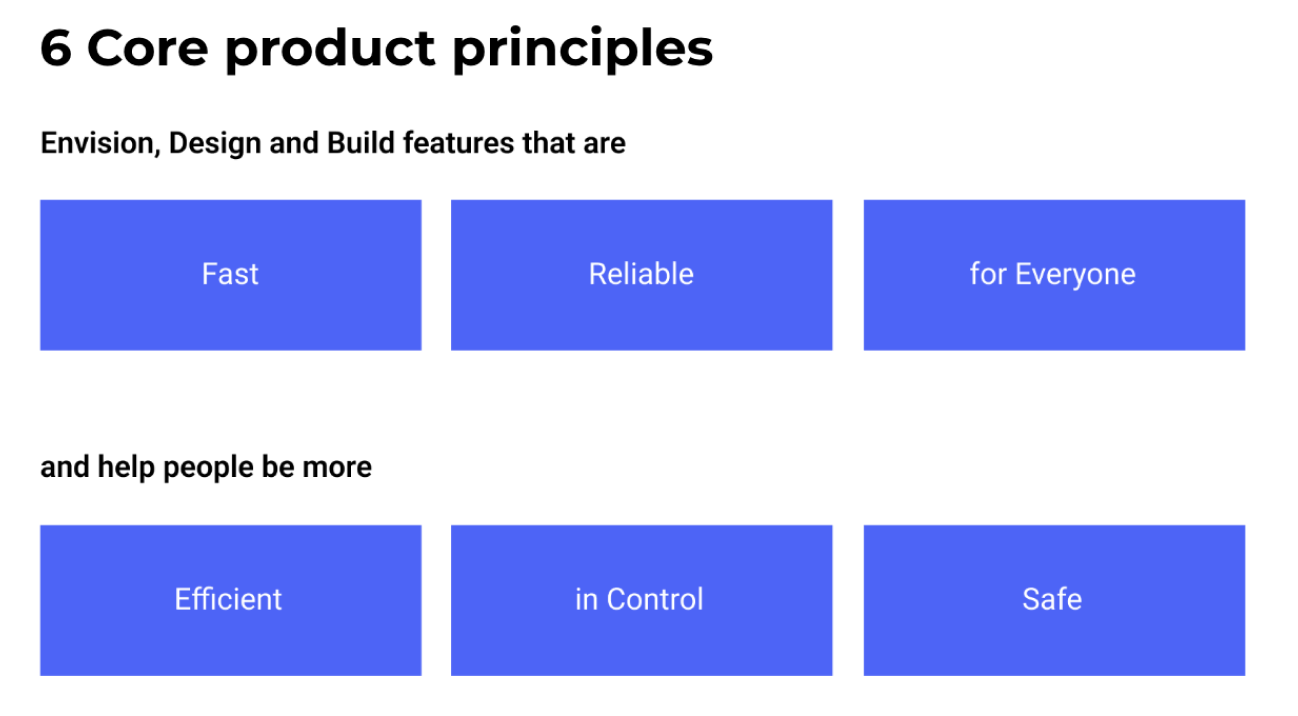 6 Core product principles
Envision, Design and Build features that are
Fast
Reliable
for Everyone
and help people be more
Efficient
in Control
Safe